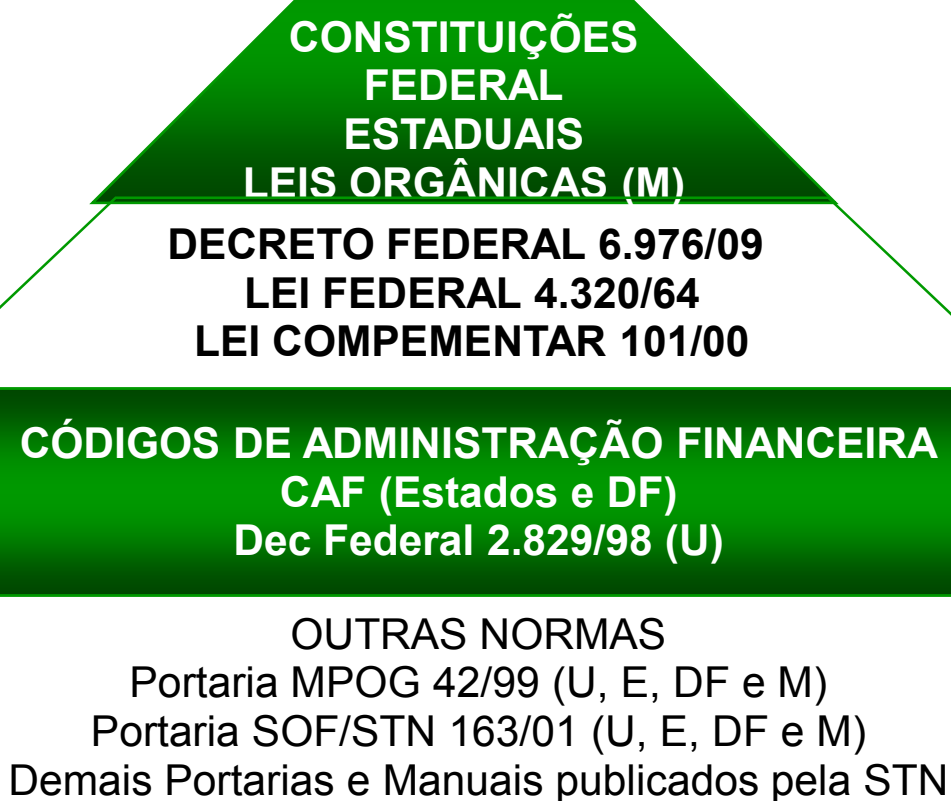 CONSTITUIÇÕES
FEDERAL
ESTADUAIS
LEIS ORGÂNICAS (M)
DECRETO FEDERAL 6.976/09
LEI FEDERAL 4.320/64
LEI COMPEMENTAR 101/00
CÓDIGOS DE ADMINISTRAÇÃO FINANCEIRA
CAF (Estados e DF)
Dec Federal 2.829/98 (U)
OUTRAS NORMAS
Portaria MPOG 42/99 (U, E, DF e M)
Portaria SOF/STN 163/01 (U, E, DF e M)
Demais Portarias e Manuais publicados pela STN